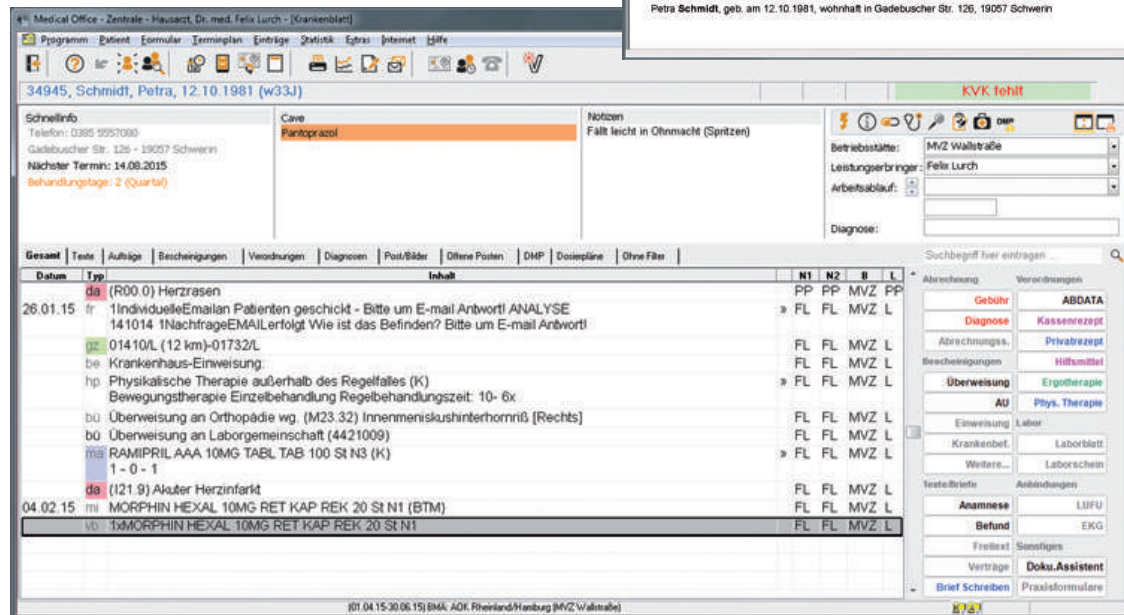 Petra Schmidt, geb. am 12.10.1981, wohnhaft in Gadebuscher Str. 126, 19057 Schwerin
Medical Office - Zentrale - Hausarzt, Dr. med. Felix Lurch - [Krankenblatt]
Programm Patient Formular Terminplan Einträge Statistik Extras Internet Hilfe
34945, Schmidt, Petra, 12.10.1981 (w33J)
KVK fehlt
Schnellinfo
Telefon: 0385 5557080
Gadebuscher Str. 126 - 19057 Schwerin
Nächster Termin: 14.08.2015
Behandlungstage: 2 (Quartal)
Cave
Pantoprazol
Notizen
Fällt leicht in Ohnmacht (Spritzen)
DMP
Betriebsstätte: MVZ Wallstraße
Leistungserbringer: Felix Lurch
Arbeitsablauf:
Diagnose:
Gesamt Texte Aufträge Bescheinigungen Verordnungen Diagnosen Post/Bilder Offene Posten DMP Dosierpläne Ohne Filter
Suchbegriff hier eintragen ...
Datum Typ Inhalt N1 N2 B L
da (R00.0) Herzrasen PP PP MVZ PP
26.01.15 fr 1IndividuelleEmailan Patienten geschickt - Bitte um E-mail Antwort! ANALYSE » FL FL MVZ L
141014 1NachfrageEMAILerfolgt Wie ist das Befinden? Bitte um E-mail Antwort!
gz 01410/L (12 km)-01732/L FL FL MVZ L
be Krankenhaus-Einweisung: FL FL MVZ L
hp Physikalische Therapie außerhalb des Regelfalles (K) » FL FL MVZ L
Bewegungstherapie Einzelbehandlung Regelbehandlungszeit: 10- 6x
bü Überweisung an Orthopädie wg. (M23.32) Innenmeniskushinterhornriß [Rechts] FL FL MVZ L
bü Überweisung an Laborgemeinschaft (4421009) FL FL MVZ L
ma RAMIPRIL AAA 10MG TABL TAB 100 St N3 (K) » FL FL MVZ L
1 - 0 - 1
da (I21.9) Akuter Herzinfarkt FL FL MVZ L
04.02.15 mi MORPHIN HEXAL 10MG RET KAP REK 20 St N1 (BTM) FL FL MVZ L
vb 1xMORPHIN HEXAL 10MG RET KAP REK 20 St N1 FL FL MVZ L
Abrechnung Verordnungen
Gebühr ABDATA
Diagnose Kassenrezept
Abrechnungss. Privatrezept
Bescheinigungen Hilfsmittel
Überweisung Ergotherapie
AU Phys. Therapie
Einweisung Labor
Krankenbef. Laborblatt
Weitere... Laborschein
Texte/Briefe Anbindungen
Anamnese LUFU
Befund EKG
Freitext Sonstiges
Verträge Doku.Assistent
Brief Schreiben Praxisformulare
(01.04.15-30.06.15) BMÄ: AOK Rheinland/Hamburg (MVZ Wallstraße)